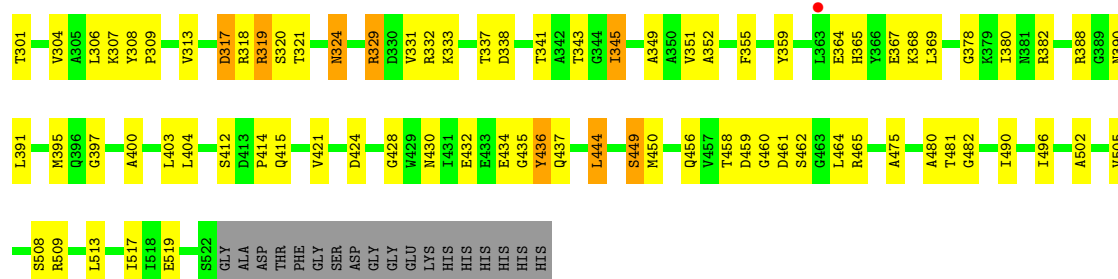 T301 V304 A305 L306 K307 Y308 P309 V313 D317 R318 R319 S320 T321 N324 R329 D330 V331 R332 K333 T337 D338 T341 A342 T343 G344 I345 A349 A350 V351 A352 F355 Y359 L363 E364 H365 Y366 E367 K368 L369 G378 K379 I380 N381 R382 R388 G389 N390
L391 M395 Q396 G397 A400 L403 L404 S412 D413 P414 Q415 V421 D424 G428 W429 N430 I431 E432 E433 E434 G435 Y436 Q437 L444 S449 M450 Q456 V457 T458 D459 G460 D461 S462 G463 L464 R465 A475 A480 T481 G482 I490 I496 A502 V505
S508 R509 L513 I517 I518 E519 S522 GLY ALA ASP THR PHE GLY SER ASP GLY GLY GLU LYS HIS HIS HIS HIS HIS HIS